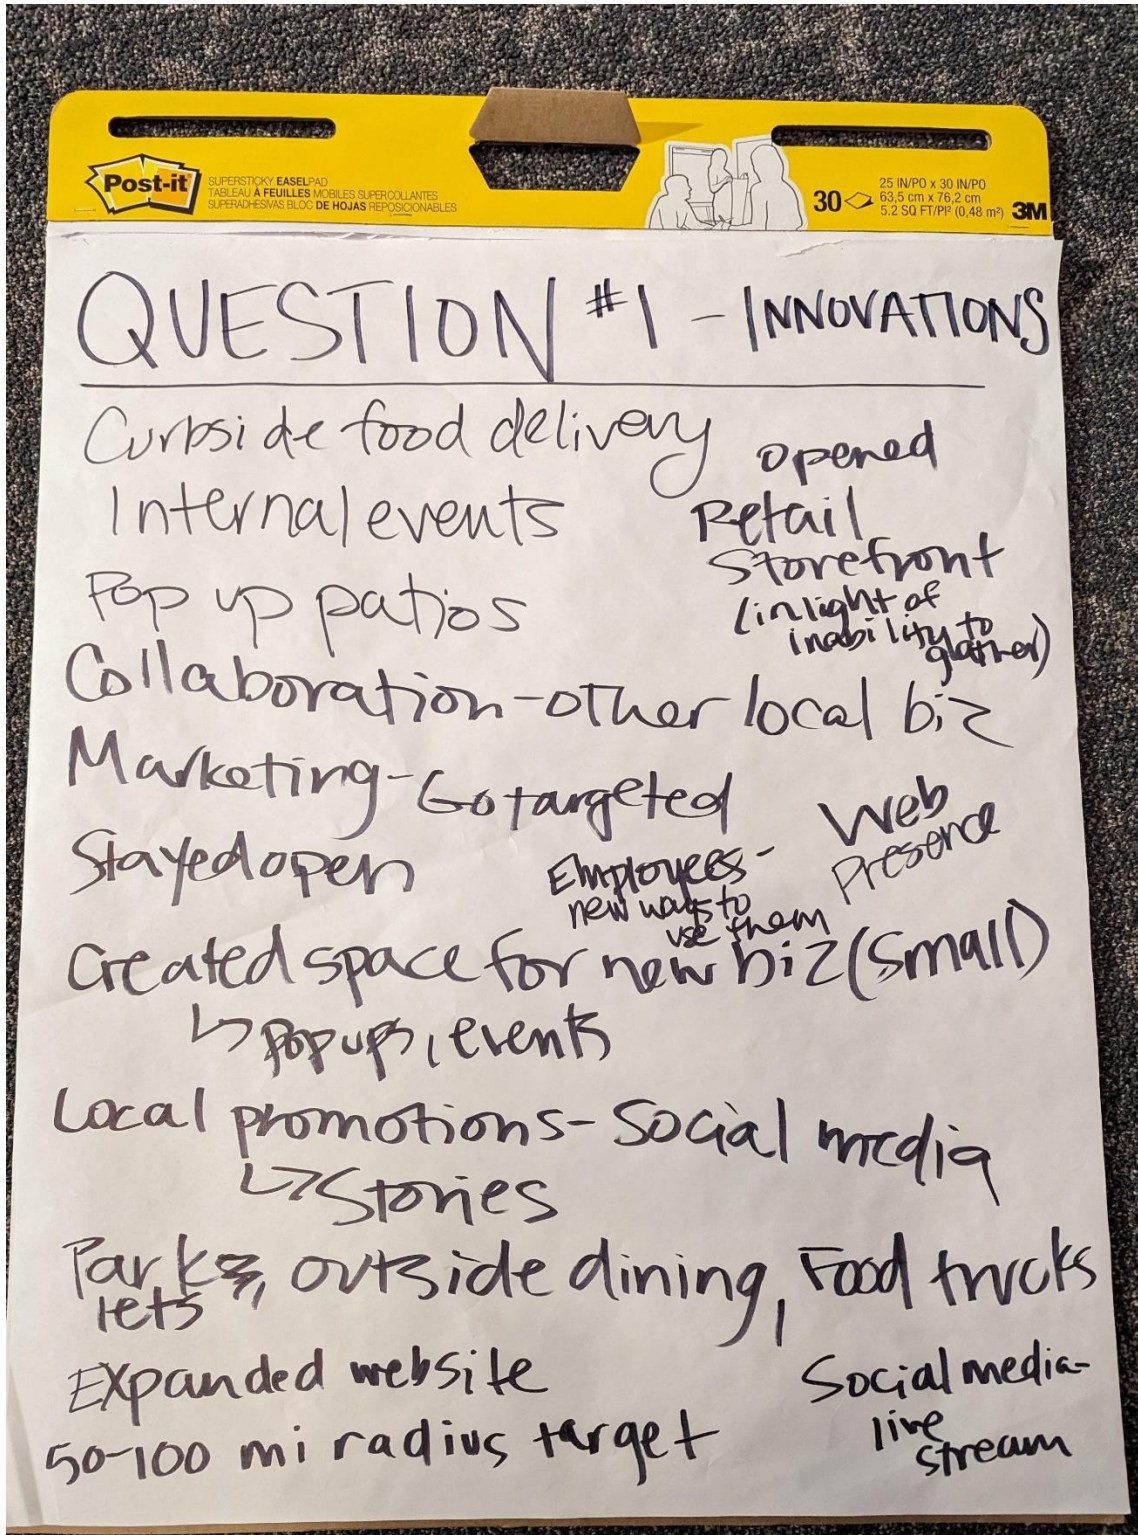 Post-it
SUPERSTICKY EASELPAD
TABLEAU À FEUILLES MOBILES SUPERCOLLANTES
SUPERADHESIVAS BLOC DE HOJAS REPOSICIONABLES
30
25 IN/PO x 30 IN/PO
63,5 cm x 76,2 cm
5.2 SQ FT/PI² (0,48 m²)
3M
QUESTION #1 - INNOVATIONS
Curbside food delivery
Internal events
Pop up patios
opened
Retail
Storefront
(in light of
inability to
gather)
Collaboration - other local biz
Marketing - Go targeted
Stayed open
Employees -
new ways to
use them
Web
presence
Created space for new biz (small)
↳ popups, events
Local promotions - Social media
↳ Stories
Parklets, outside dining, Food trucks
Expanded website
50-100 mi radius target
Social media -
live
stream